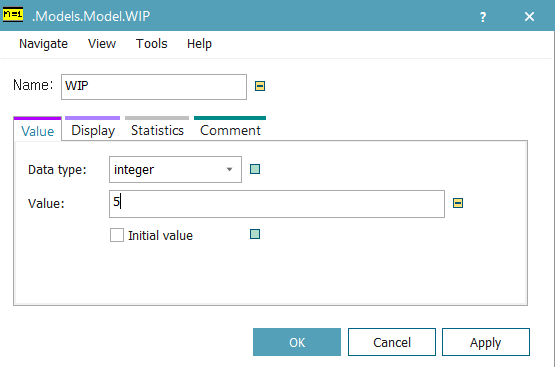 n=i .Models.Model.WIP ?
Navigate View Tools Help
Name: WIP
Value Display Statistics Comment
Data type: integer
Value: 5
Initial value
OK Cancel Apply